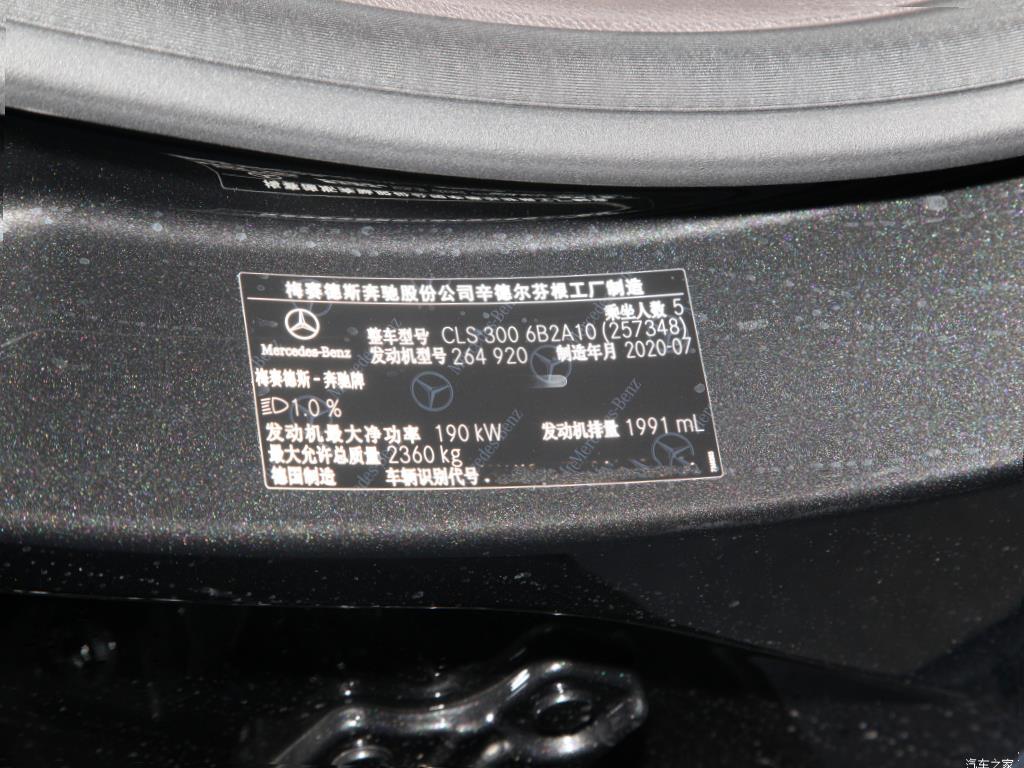 梅赛德斯奔驰股份公司辛德尔芬根工厂制造
乘坐人数 5
Mercedes-Benz
整车型号 CLS 300 6B2A10 (257348)
发动机型号 264 920 制造年月 2020-07
梅赛德斯-奔驰牌
1.0 %
发动机最大净功率 190 kW 发动机排量 1991 mL
最大允许总质量 2360 kg
德国制造 车辆识别代号
Mercedes-Benz
汽车之家